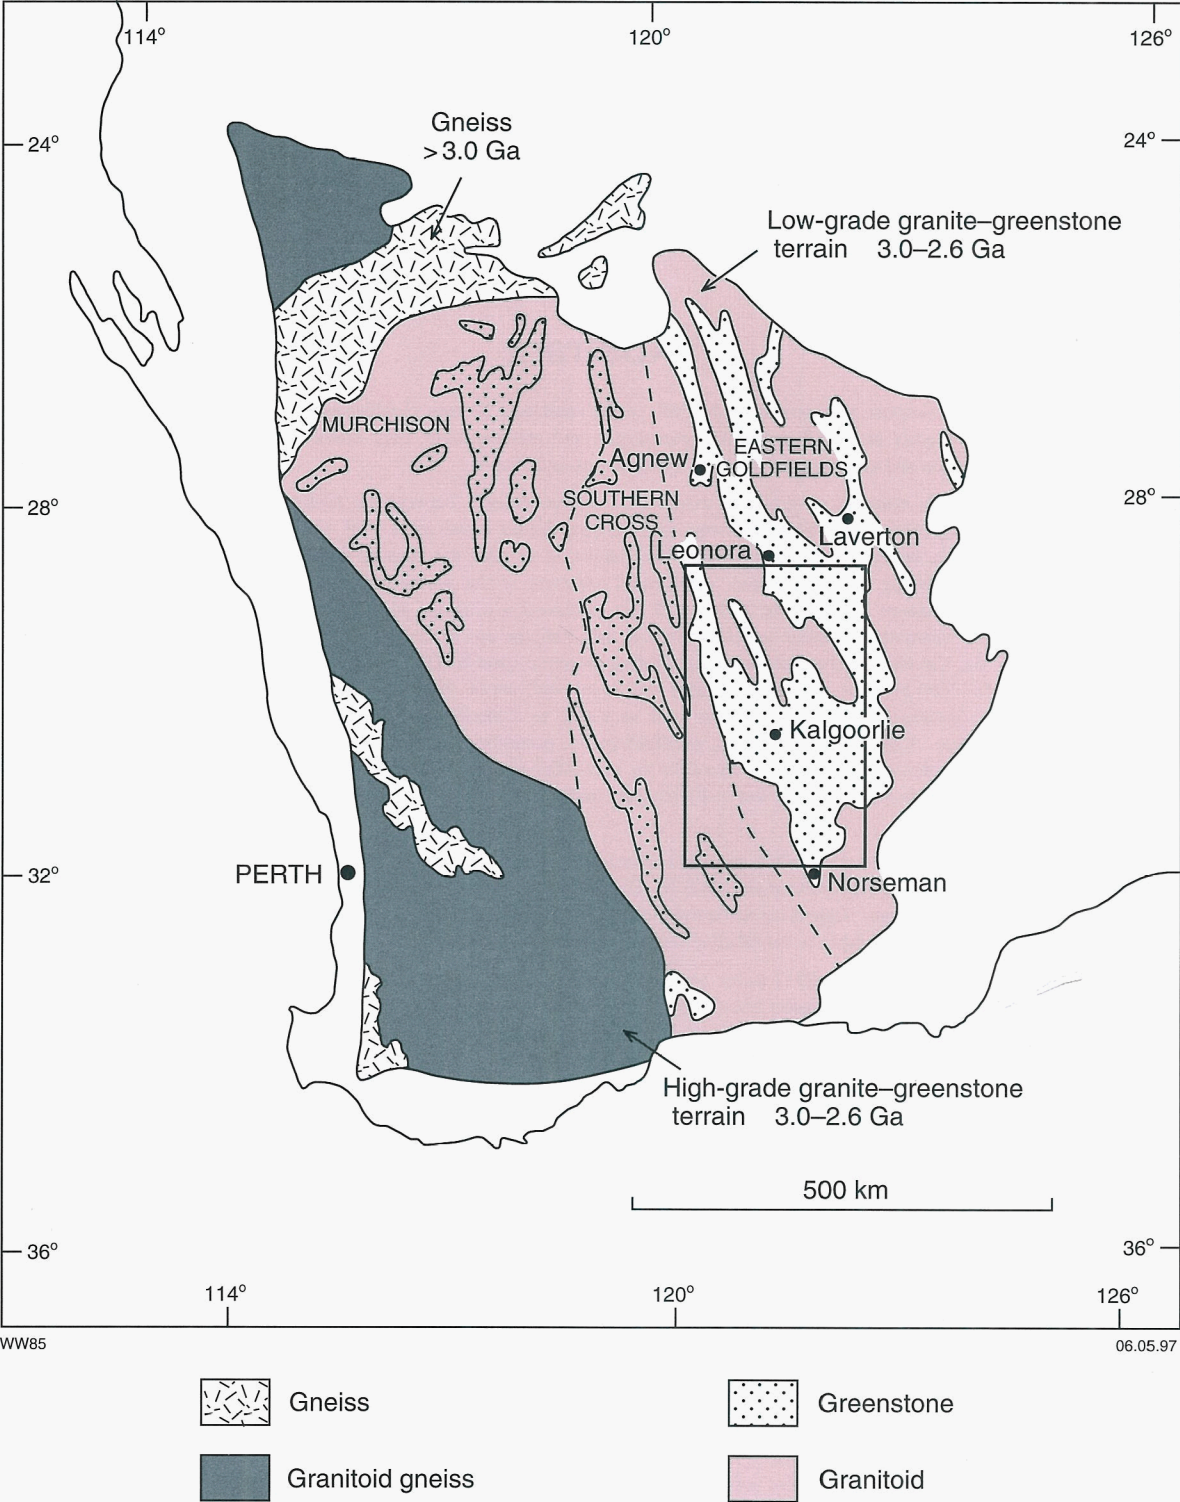 114°
120°
126°
Gneiss
>3.0 Ga
24°
24°
Low-grade granite–greenstone
terrain 3.0–2.6 Ga
MURCHISON
EASTERN
GOLDFIELDS
Agnew
SOUTHERN
CROSS
28°
28°
Laverton
Leonora
Kalgoorlie
PERTH
32°
Norseman
High-grade granite–greenstone
terrain 3.0–2.6 Ga
500 km
36°
36°
114°
120°
126°
WW85
06.05.97
Gneiss
Greenstone
Granitoid gneiss
Granitoid